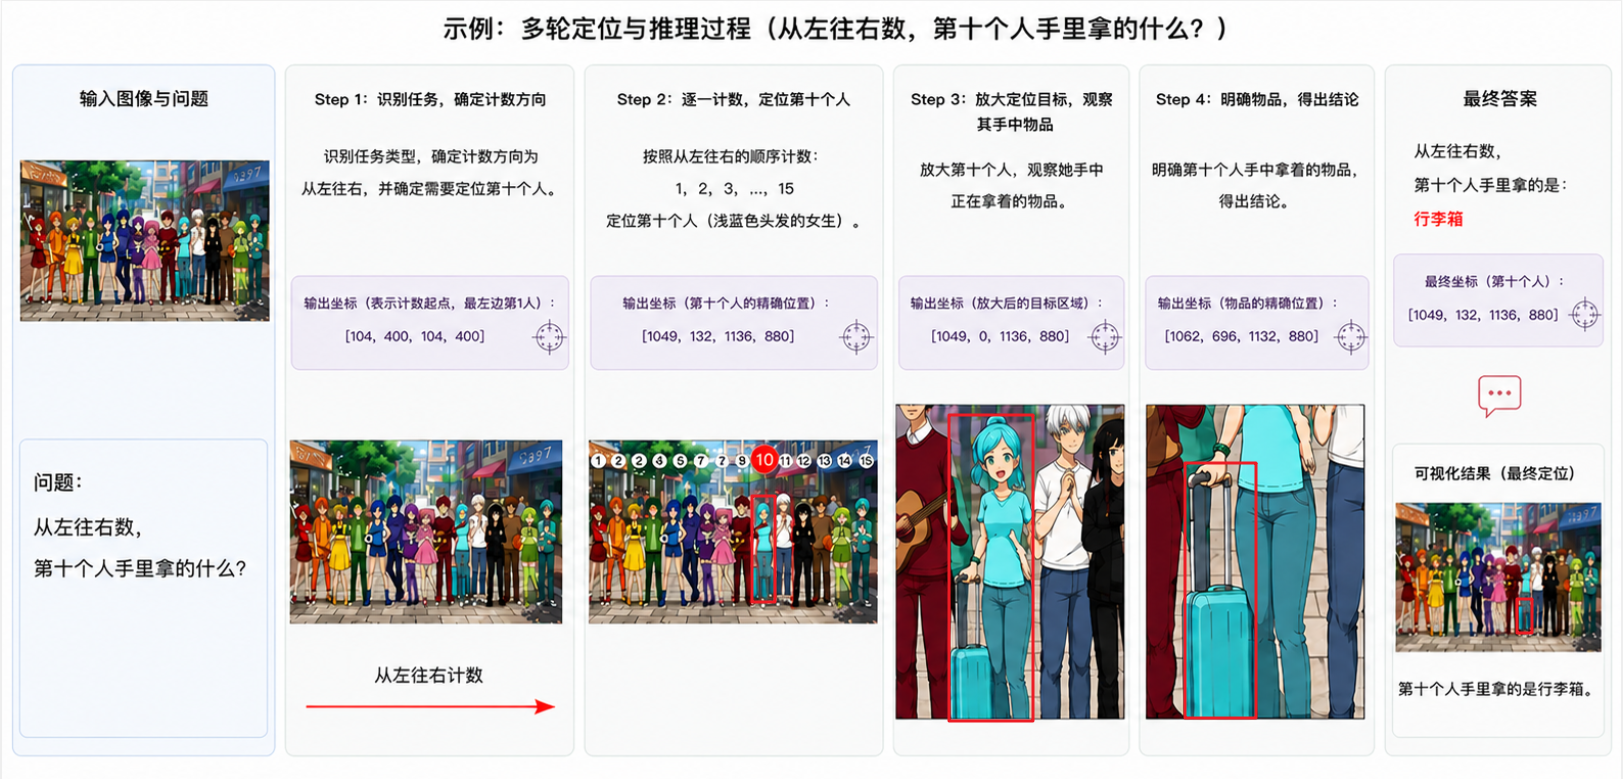 示例：多轮定位与推理过程（从左往右数，第十个人手里拿的什么？）
输入图像与问题
问题：
从左往右数，
第十个人手里拿的什么？
Step 1：识别任务，确定计数方向
识别任务类型，确定计数方向为
从左往右，并确定需要定位第十个人。
输出坐标（表示计数起点，最左边第1人）：
[104, 400, 104, 400]
从左往右计数
Step 2：逐一计数，定位第十个人
按照从左往右的顺序计数：
1，2，3，...，15
定位第十个人（浅蓝色头发的女生）。
输出坐标（第十个人的精确位置）：
[1049, 132, 1136, 880]
1 2 2 4 5 7 7 9 10 11 12 13 14 15
Step 3：放大定位目标，观察
其手中物品
放大第十个人，观察她手中
正在拿着的物品。
输出坐标（放大后的目标区域）：
[1049, 0, 1136, 880]
Step 4：明确物品，得出结论
明确第十个人手中拿着的物品，
得出结论。
输出坐标（物品的精确位置）：
[1062, 696, 1132, 880]
最终答案
从左往右数，
第十个人手里拿的是：
行李箱
最终坐标（第十个人）：
[1049, 132, 1136, 880]
可视化结果（最终定位）
第十个人手里拿的是行李箱。